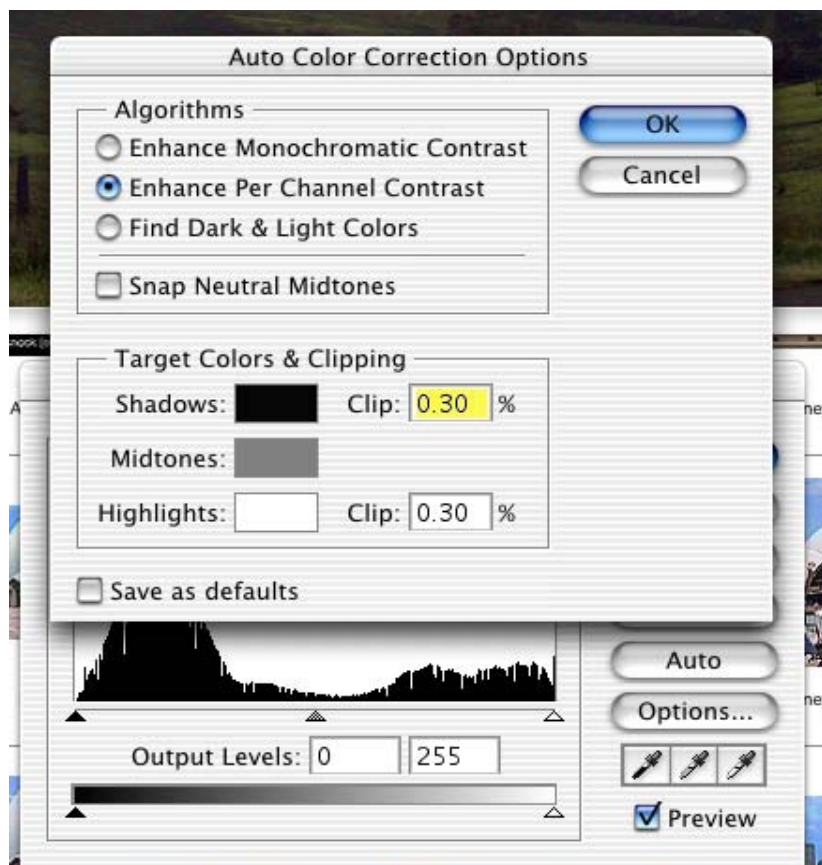 Auto Color Correction Options
Algorithms
Enhance Monochromatic Contrast
Enhance Per Channel Contrast
Find Dark & Light Colors
Snap Neutral Midtones
OK
Cancel
Target Colors & Clipping
Shadows: Clip: 0.30 %
Midtones:
Highlights: Clip: 0.30 %
Save as defaults
Auto
Options...
Output Levels: 0 255
Preview